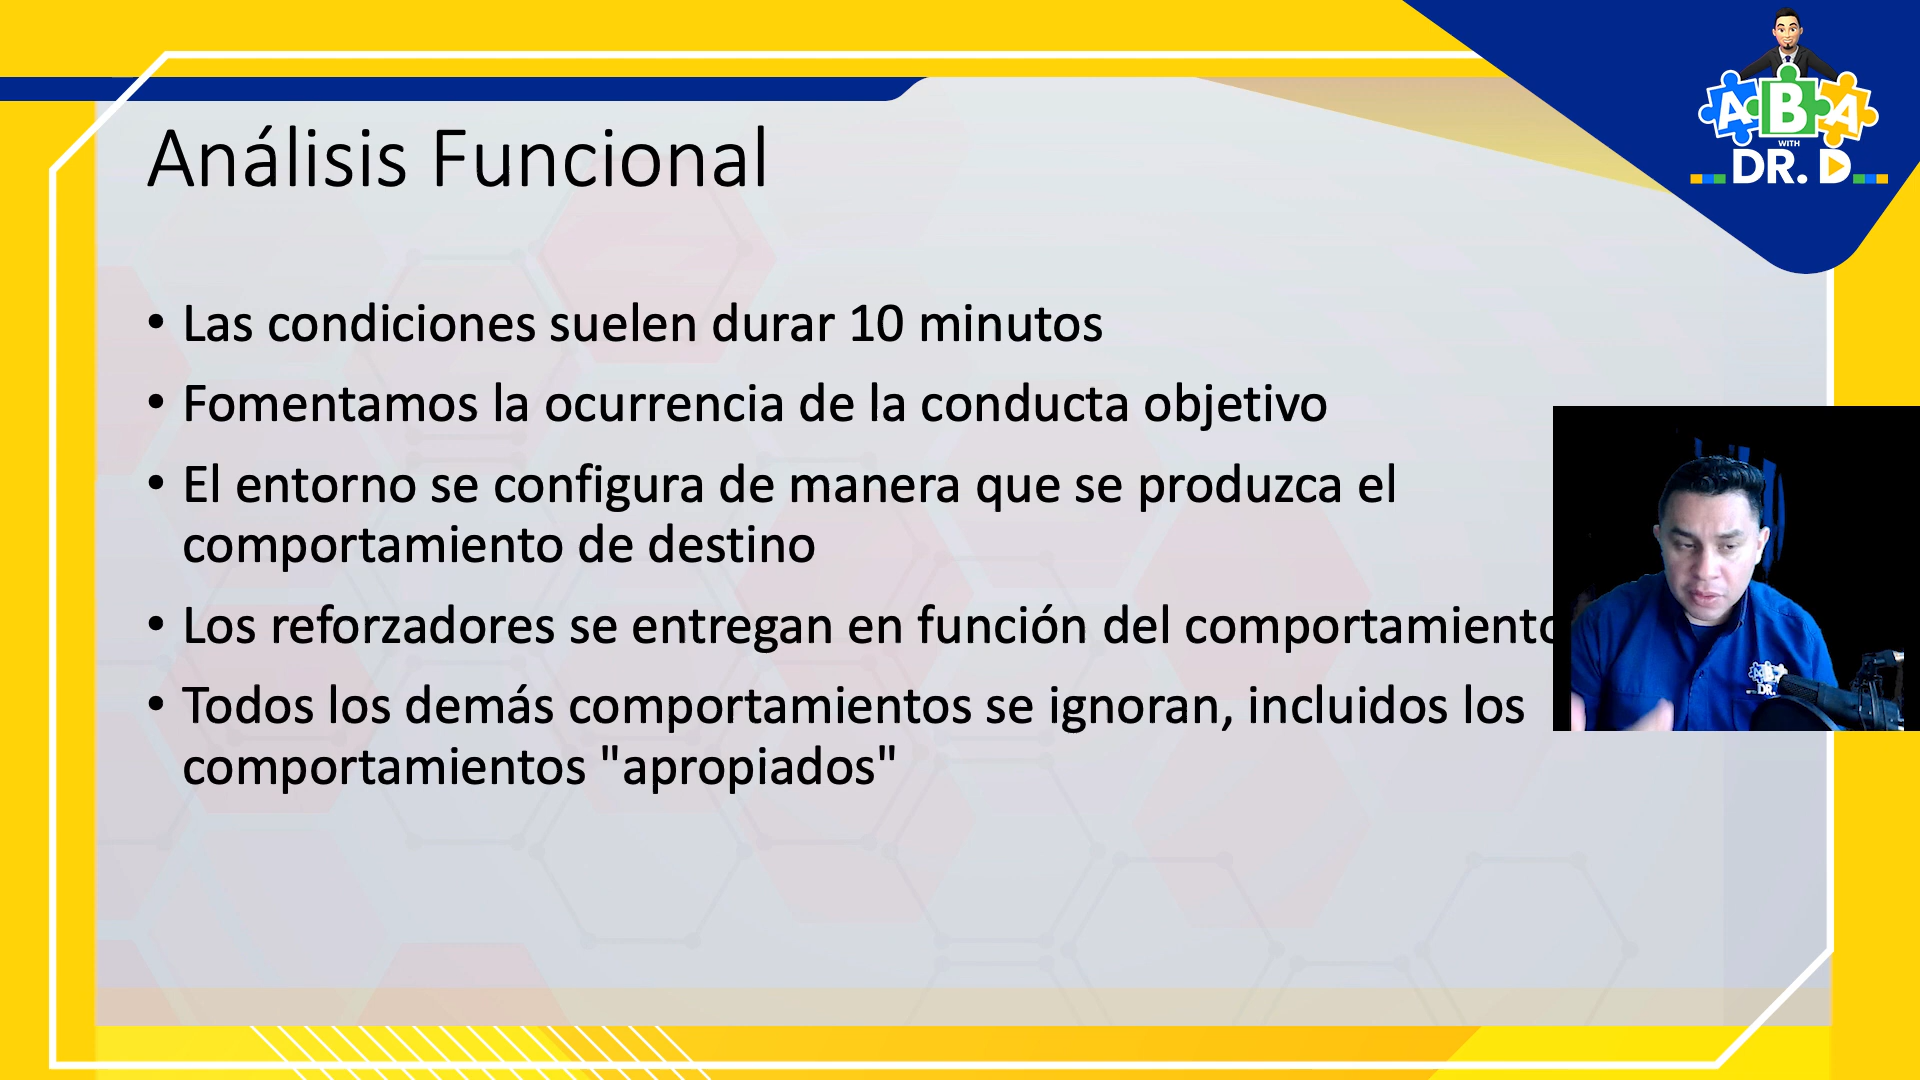 ABA
WITH
DR. D
Análisis Funcional
• Las condiciones suelen durar 10 minutos
• Fomentamos la ocurrencia de la conducta objetivo
• El entorno se configura de manera que se produzca el
comportamiento de destino
• Los reforzadores se entregan en función del comportamiento
• Todos los demás comportamientos se ignoran, incluidos los
comportamientos "apropiados"
DR.